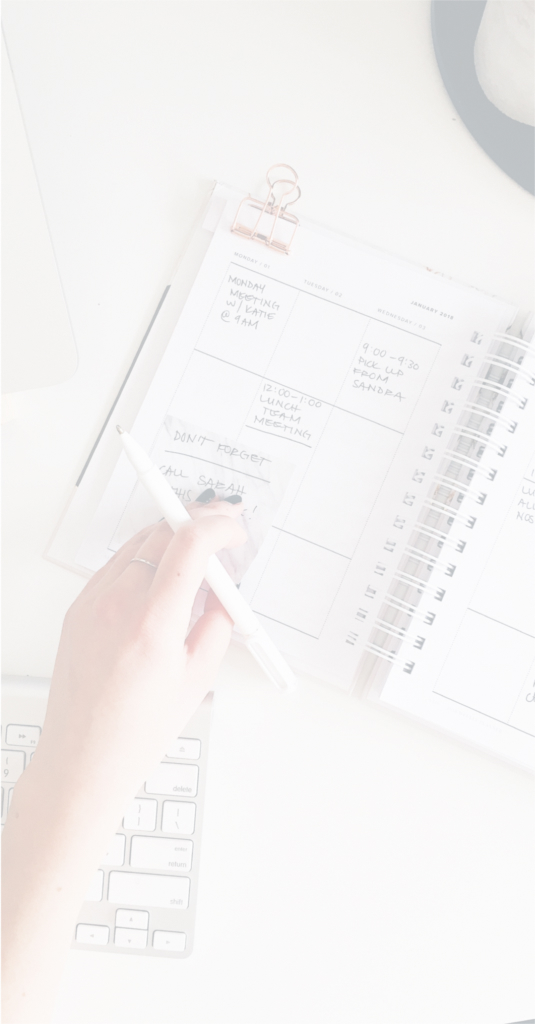 MONDAY / 01
TUESDAY / 02
WEDNESDAY / 03
JANUARY 2018
MONDAY
MEETING
W/ KATIE
@ 9AM
9:00-9:30
PICK UP
FROM
SANDRA
12:00-1:00
LUNCH
TEAM
MEETING
DON'T FORGET
CALL SARAH
THIS
delete
return
shift